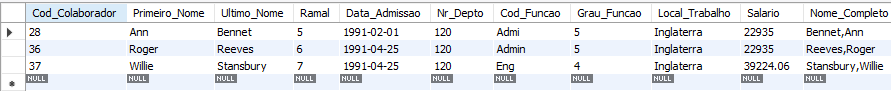 Cod_Colaborador Primeiro_Nome Ultimo_Nome Ramal Data_Admissao Nr_Depto Cod_Funcao Grau_Funcao Local_Trabalho Salario Nome_Completo
28 Ann Bennet 5 1991-02-01 120 Admi 5 Inglaterra 22935 Bennet,Ann
36 Roger Reeves 6 1991-04-25 120 Admin 5 Inglaterra 22935 Reeves,Roger
37 Willie Stansbury 7 1991-04-25 120 Eng 4 Inglaterra 39224.06 Stansbury,Willie
NULL NULL NULL NULL NULL NULL NULL NULL NULL NULL NULL